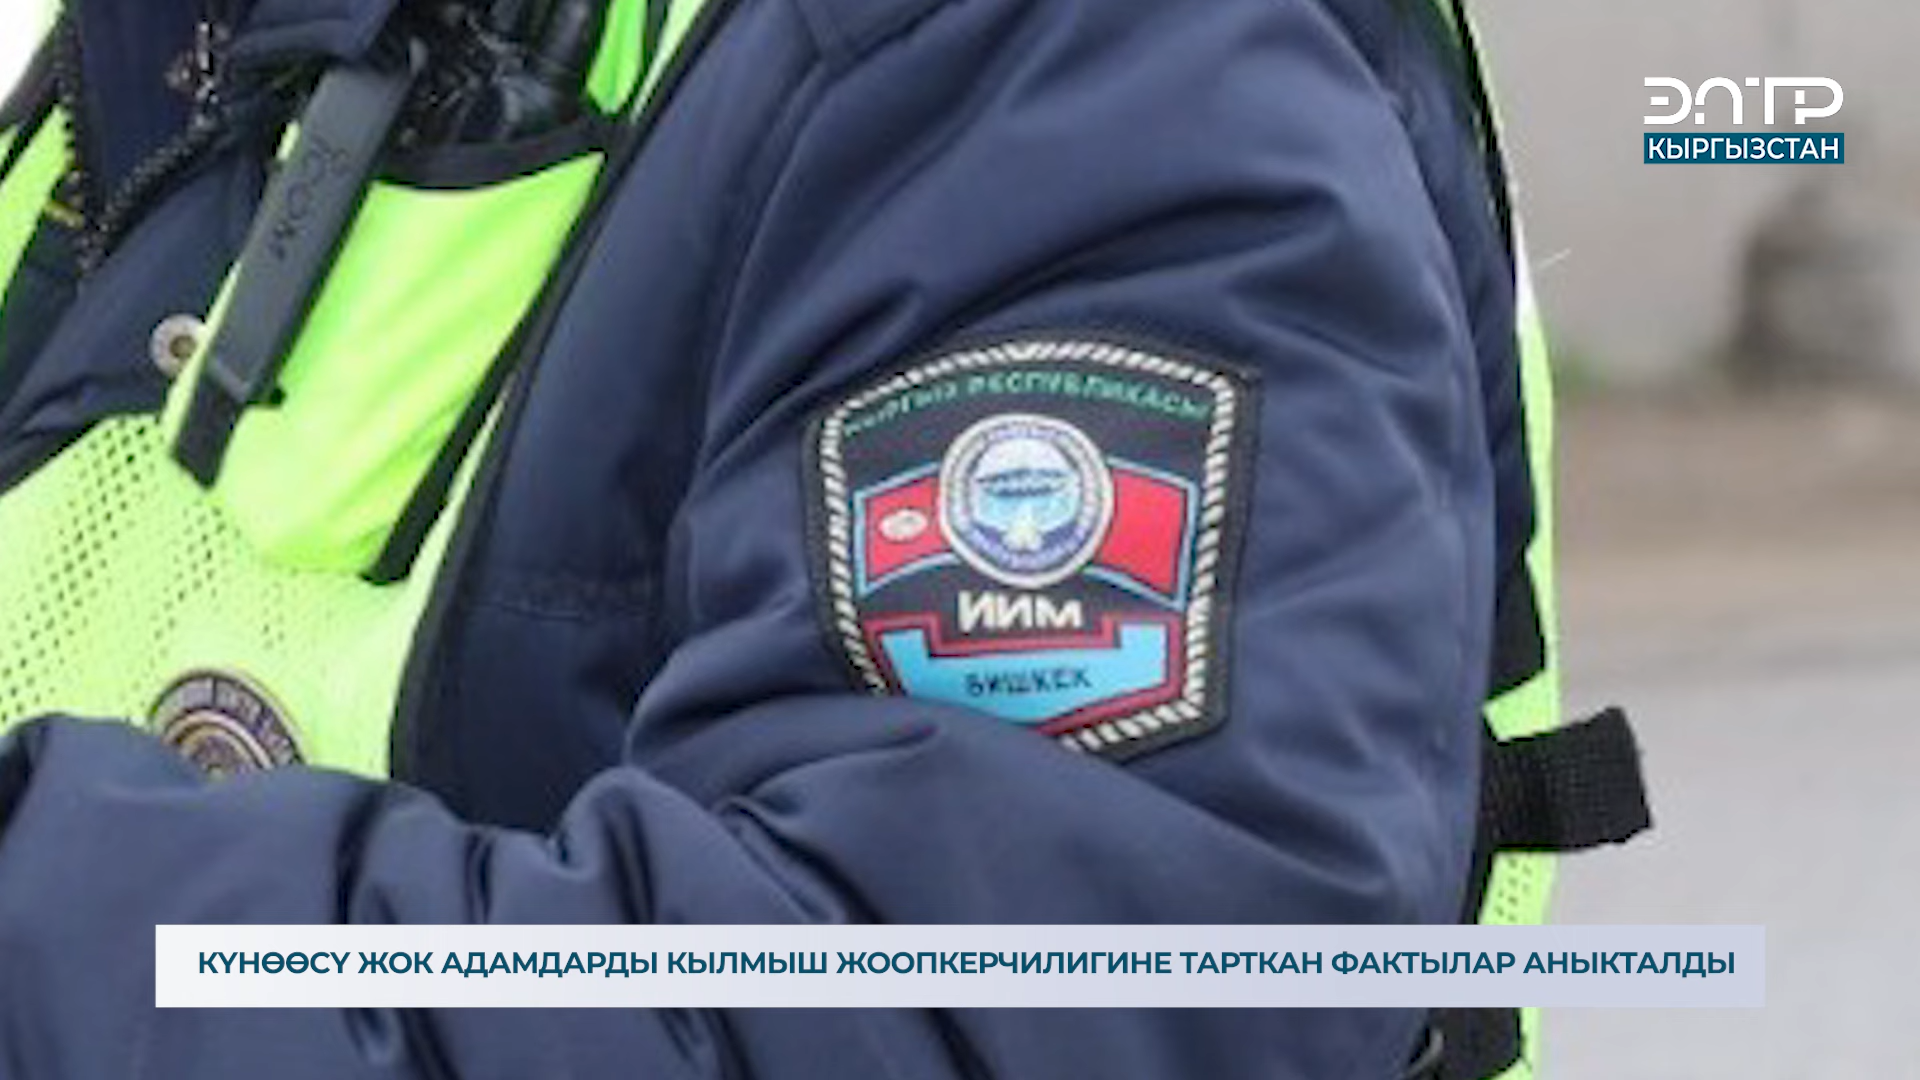 ЭЛТР
КЫРГЫЗСТАН
КЫРГЫЗ РЕСПУБЛИКАСЫ
ИИМ
БИШКЕК
КҮНӨӨСҮ ЖОК АДАМДАРДЫ КЫЛМЫШ ЖООПКЕРЧИЛИГИНЕ ТАРТКАН ФАКТЫЛАР АНЫКТАЛДЫ